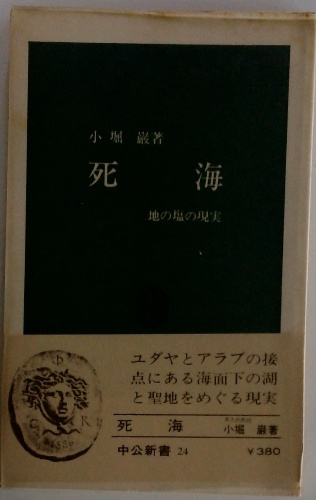 小堀 巌著
死 海
地の塩の現実
ユダヤとアラブの接
点にある海面下の湖
と聖地をめぐる現実
死 海 小堀 巌著
中公新書 24 ¥380